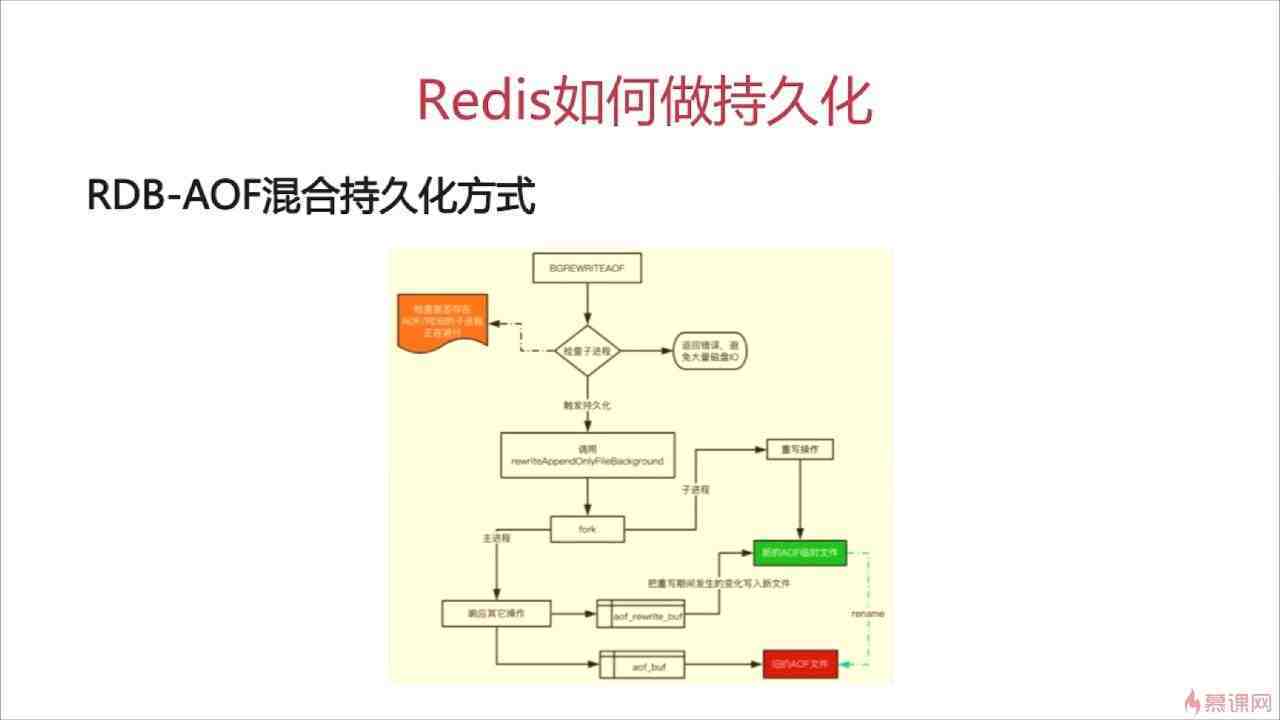 Redis如何做持久化
RDB-AOF混合持久化方式
BGREWRITEAOF
检查是否存在
AOF/RDB的子进程
正在进行
检查子进程
返回错误、避
免大量磁盘IO
触发持久化
调用
rewriteAppendOnlyFileBackground
重写操作
子进程
fork
主进程
新的AOF临时文件
把重写期间发生的变化写入新文件
响应其它操作
aof_rewrite_buf
rename
aof_buf
旧的AOF文件
慕课网